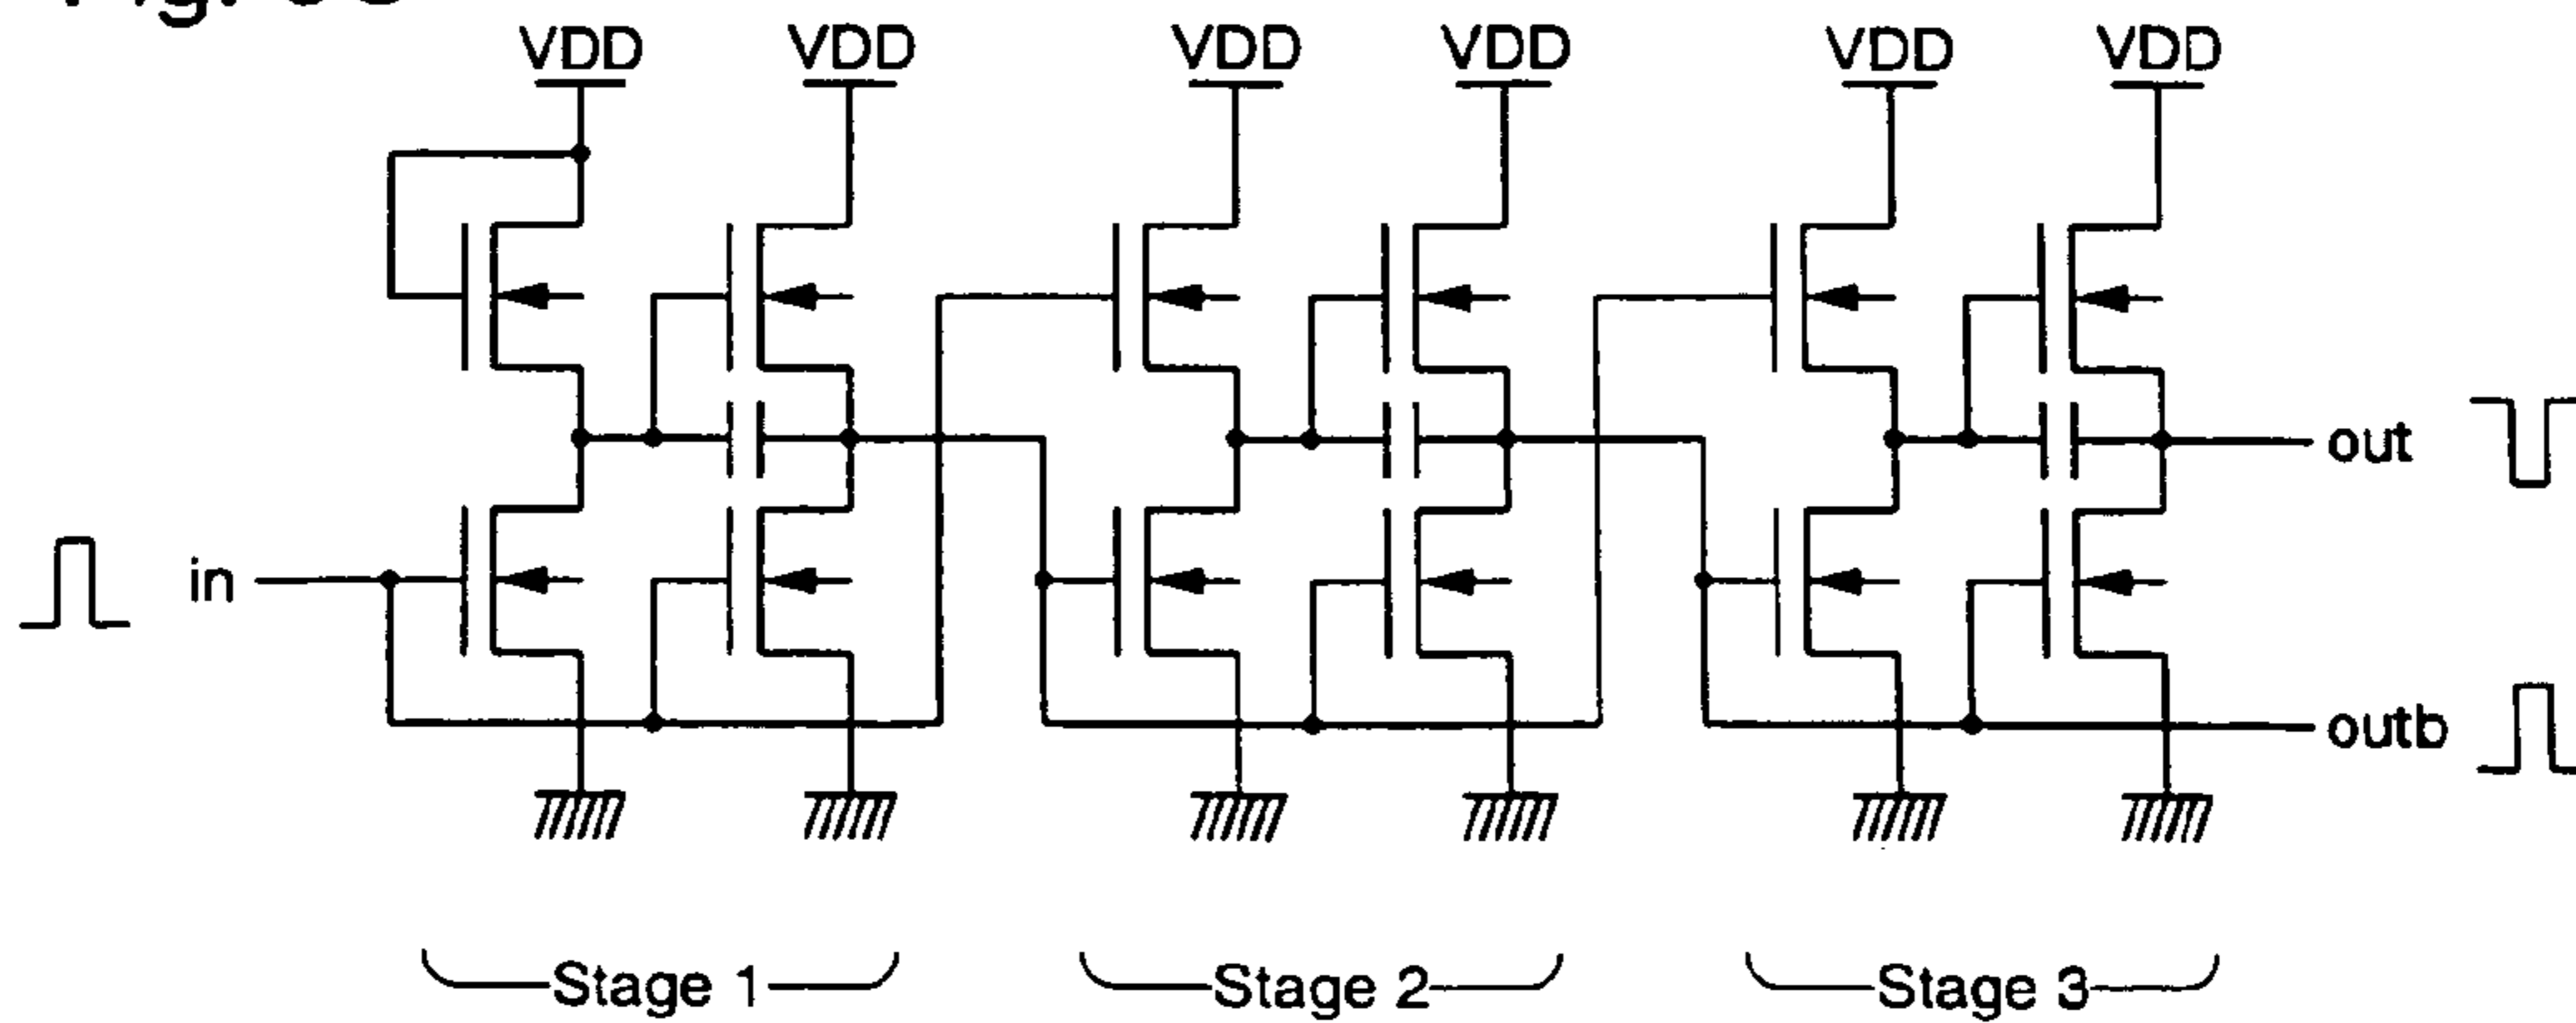 VDD VDD VDD VDD VDD VDD
out
in
outb
Stage 1 Stage 2 Stage 3